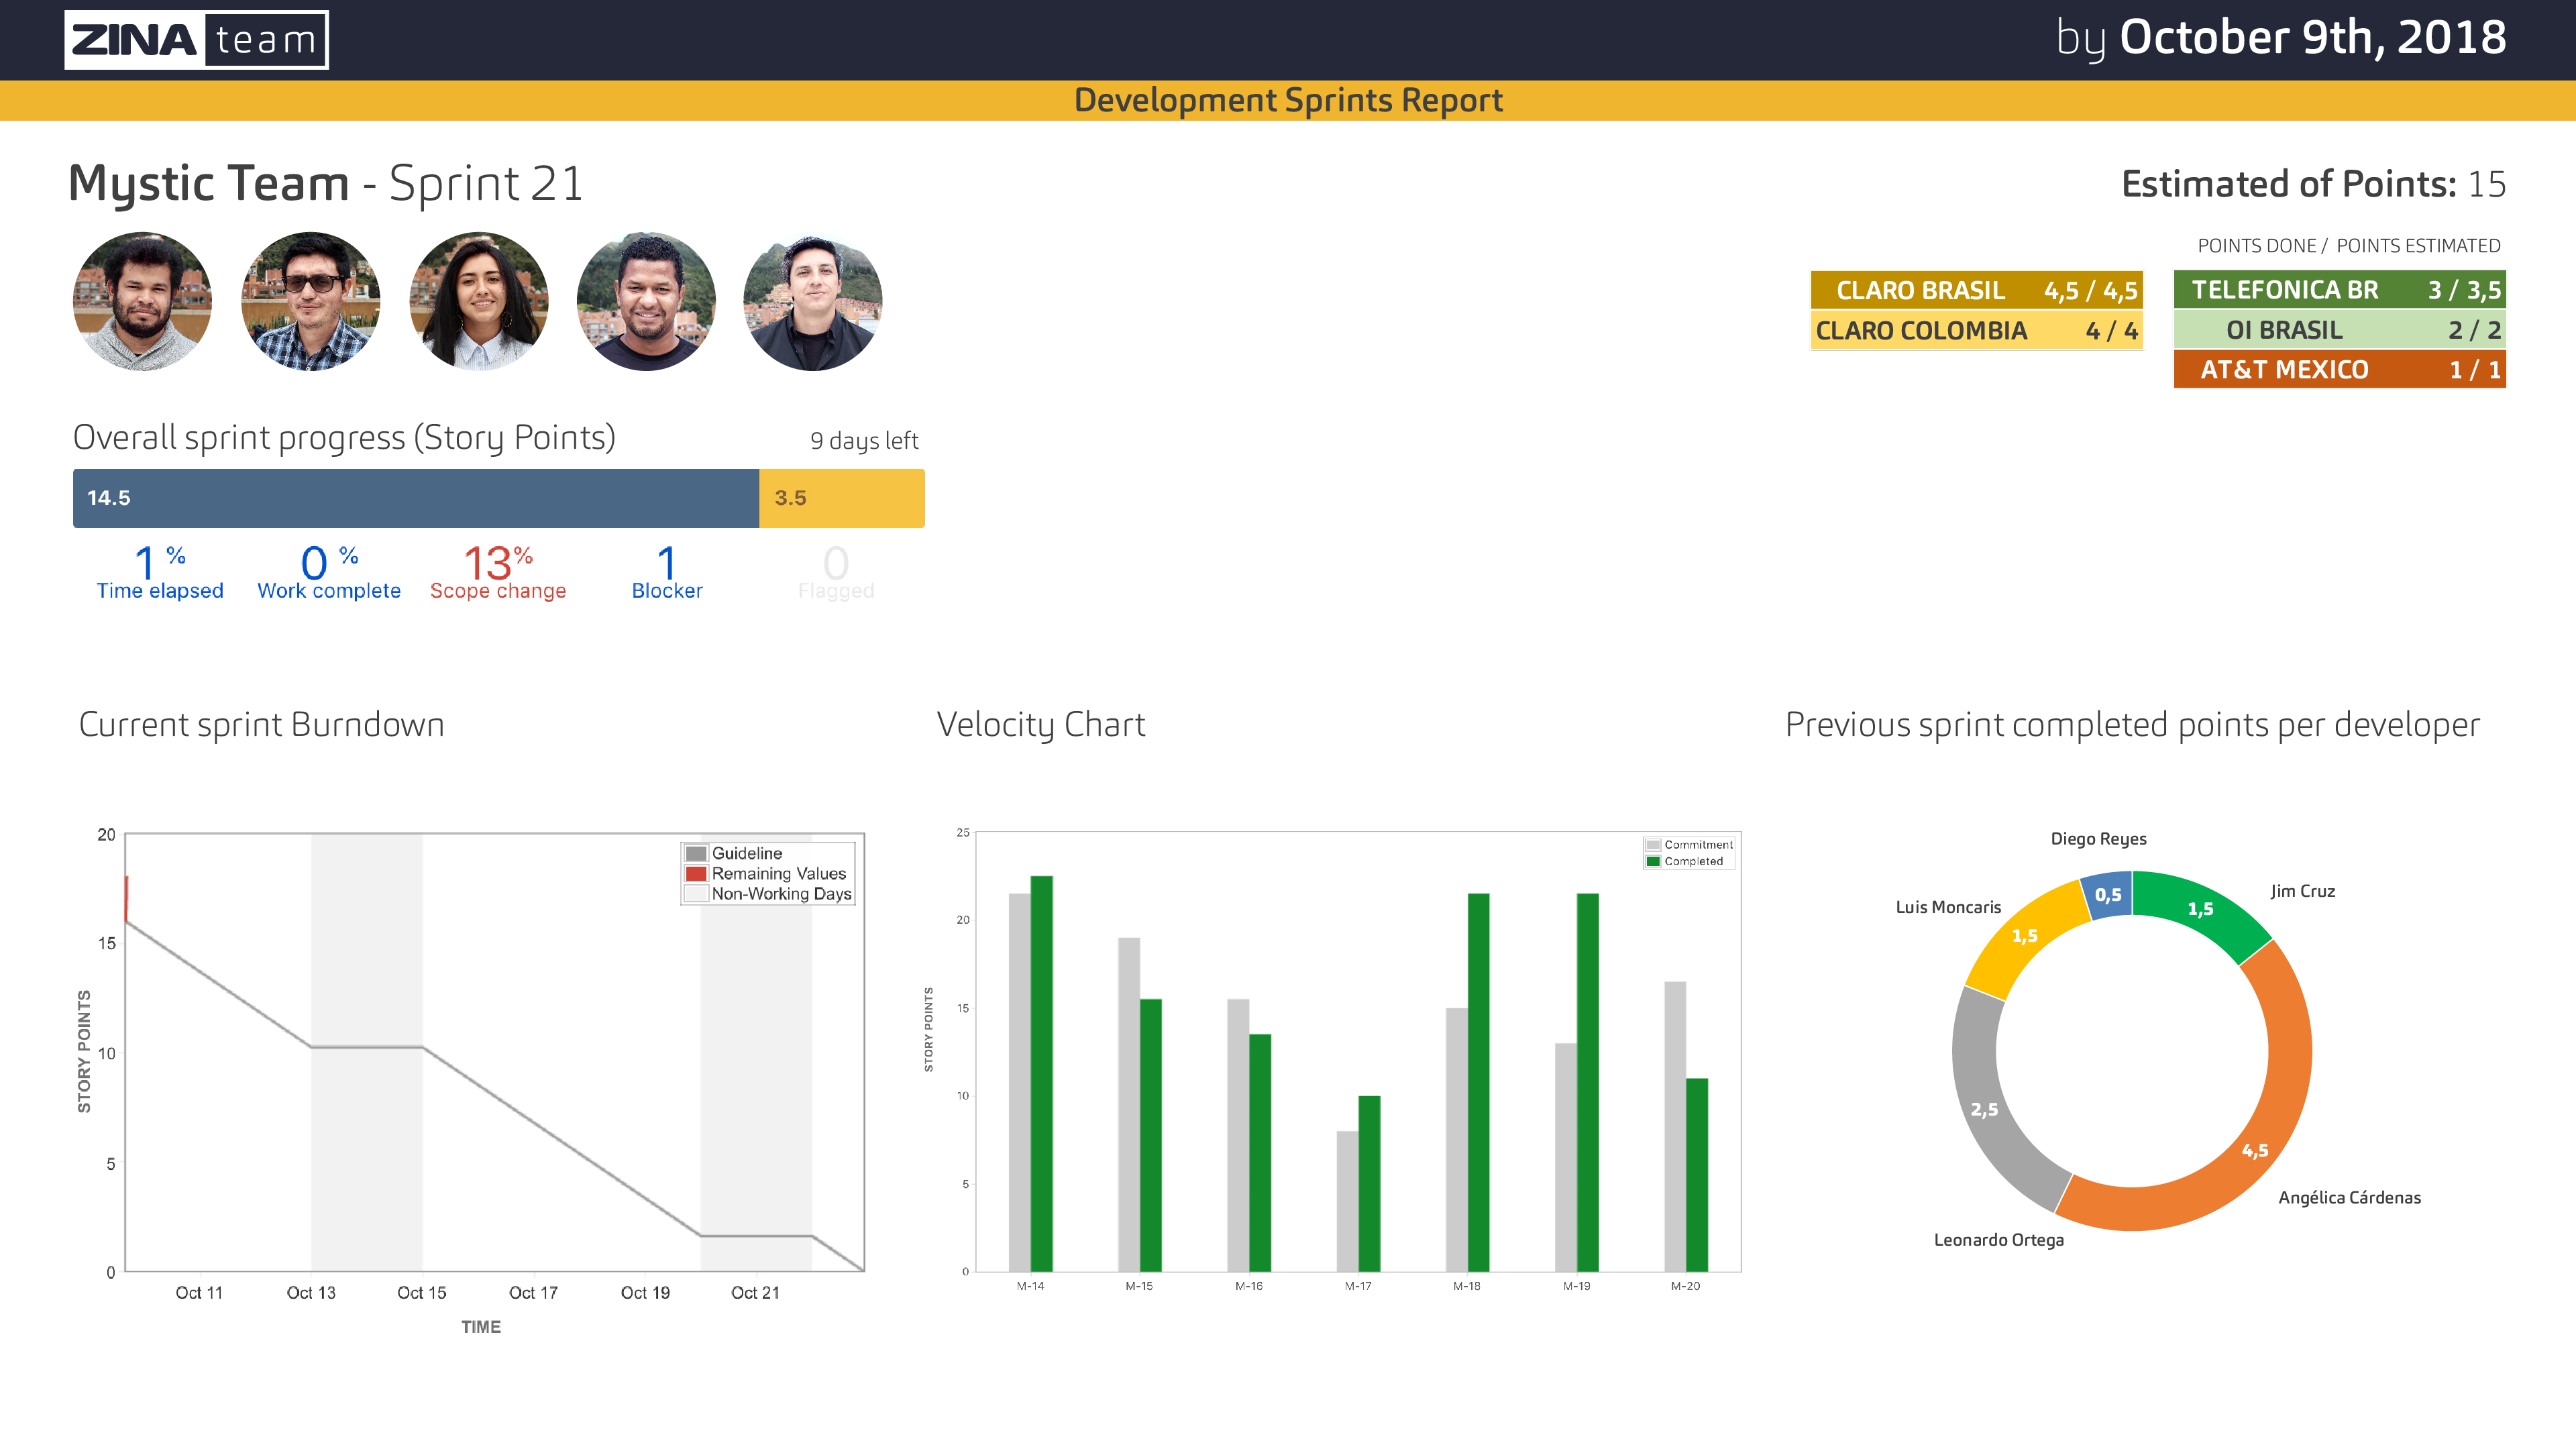 ZINA team
by October 9th, 2018
Development Sprints Report
Mystic Team - Sprint 21
Estimated of Points: 15
POINTS DONE / POINTS ESTIMATED
CLARO BRASIL 4,5 / 4,5
CLARO COLOMBIA 4 / 4
TELEFONICA BR 3 / 3,5
OI BRASIL 2 / 2
AT&T MEXICO 1 / 1
Overall sprint progress (Story Points)
9 days left
14.5
3.5
1 %
Time elapsed
0 %
Work complete
13%
Scope change
1
Blocker
0
Flagged
Current sprint Burndown
20
15
10
5
0
STORY POINTS
Guideline
Remaining Values
Non-Working Days
Oct 11 Oct 13 Oct 15 Oct 17 Oct 19 Oct 21
TIME
Velocity Chart
25
20
15
10
5
0
STORY POINTS
Commitment
Completed
M-14 M-15 M-16 M-17 M-18 M-19 M-20
Previous sprint completed points per developer
Diego Reyes
0,5
Jim Cruz
1,5
Luis Moncaris
1,5
2,5
4,5
Angélica Cárdenas
Leonardo Ortega